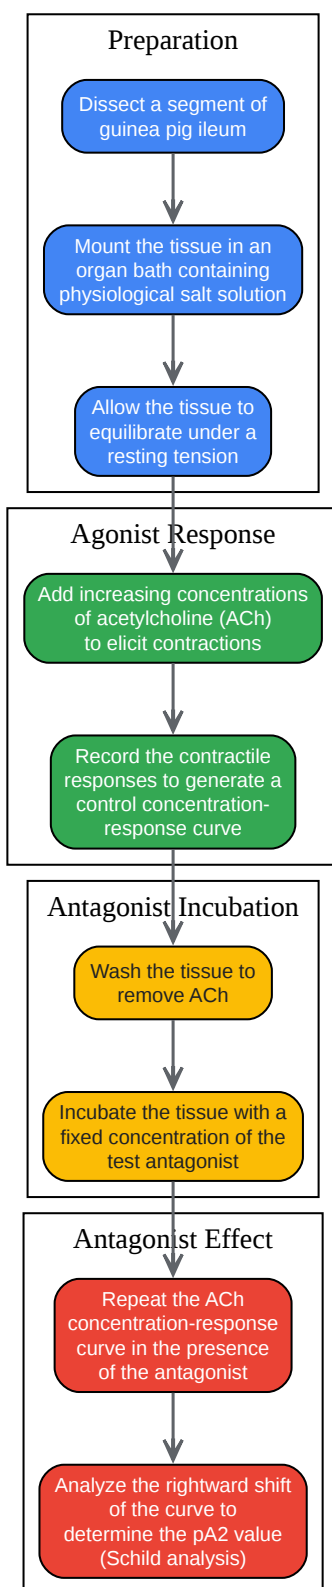 Preparation
Dissect a segment of
guinea pig ileum
Mount the tissue in an
organ bath containing
physiological salt solution
Allow the tissue to
equilibrate under a
resting tension
Agonist Response
Add increasing concentrations
of acetylcholine (ACh)
to elicit contractions
Record the contractile
responses to generate a
control concentration-
response curve
Antagonist Incubation
Wash the tissue to
remove ACh
Incubate the tissue with a
fixed concentration of the
test antagonist
Antagonist Effect
Repeat the ACh
concentration-response
curve in the presence
of the antagonist
Analyze the rightward shift
of the curve to
determine the pA2 value
(Schild analysis)